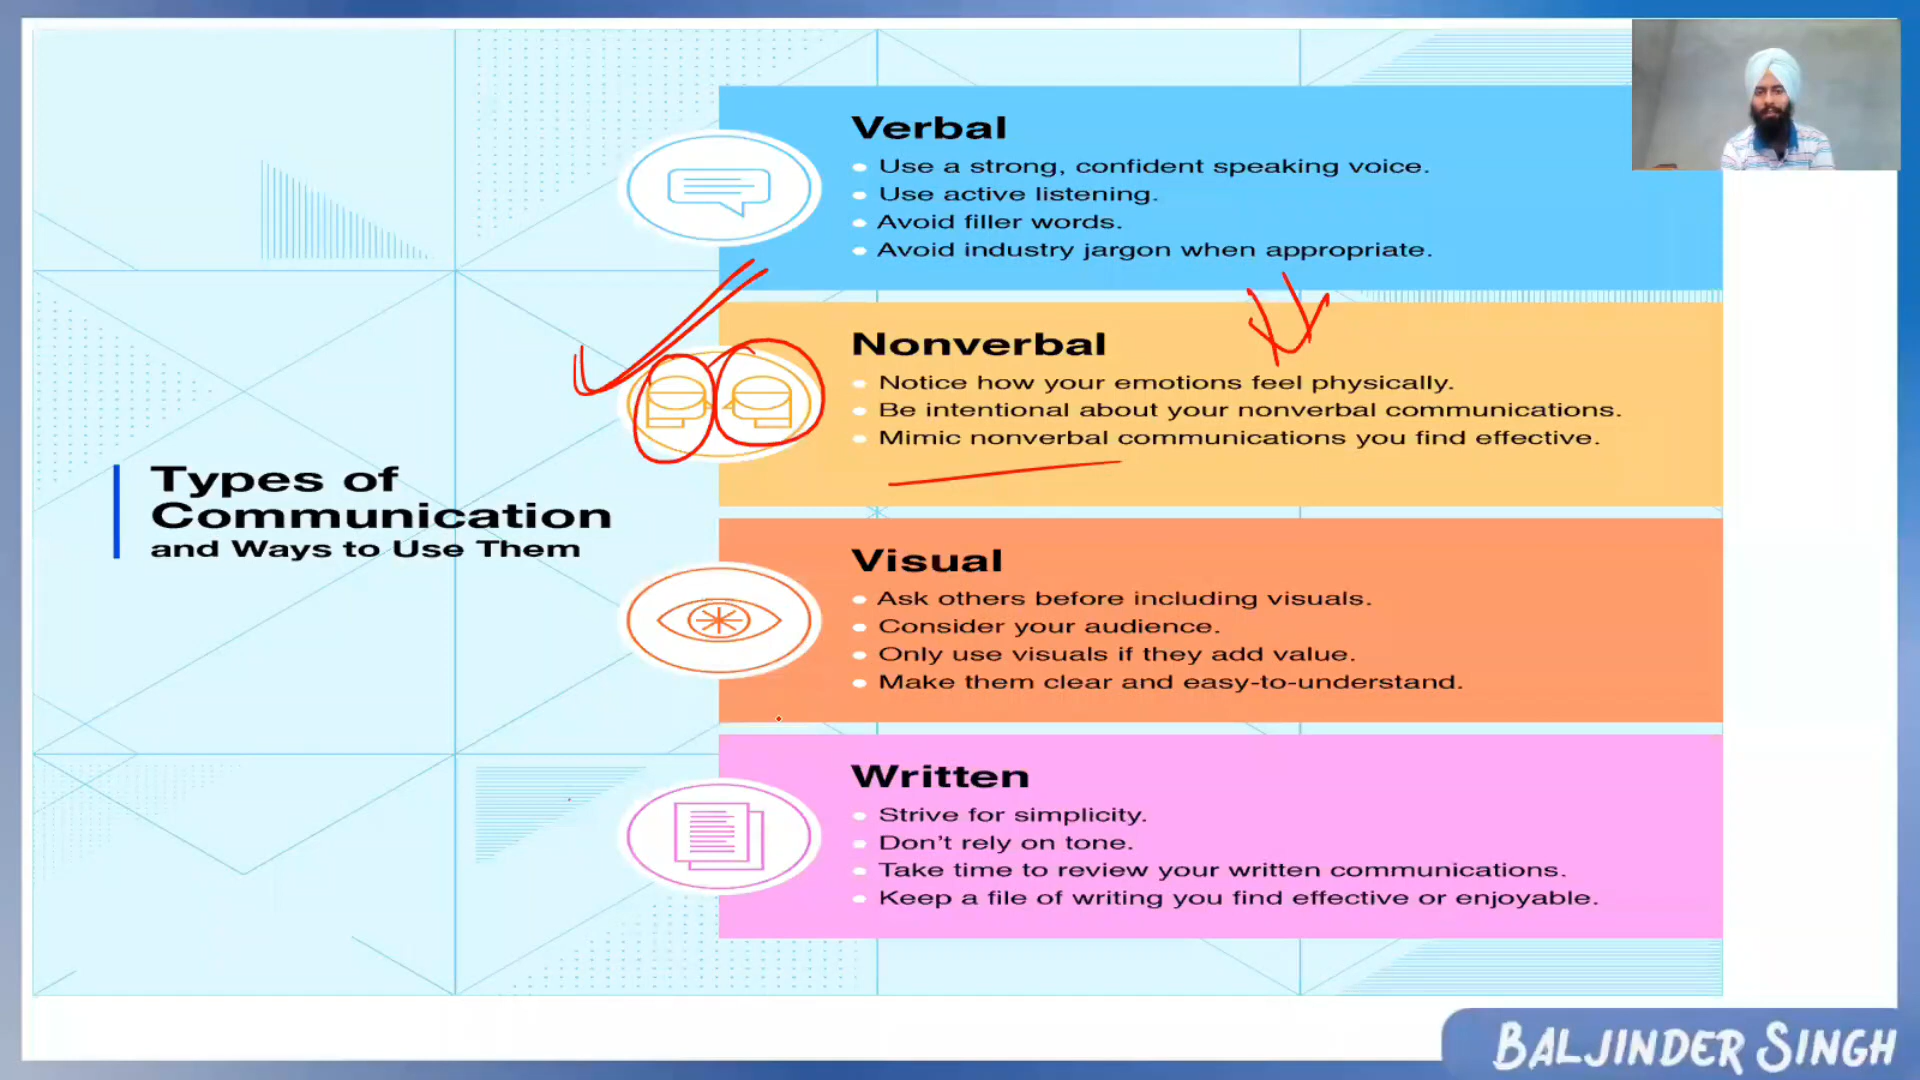 Types of
Communication
and Ways to Use Them
Verbal
Use a strong, confident speaking voice.
Use active listening.
Avoid filler words.
Avoid industry jargon when appropriate.
Nonverbal
Notice how your emotions feel physically.
Be intentional about your nonverbal communications.
Mimic nonverbal communications you find effective.
Visual
Ask others before including visuals.
Consider your audience.
Only use visuals if they add value.
Make them clear and easy-to-understand.
Written
Strive for simplicity.
Don't rely on tone.
Take time to review your written communications.
Keep a file of writing you find effective or enjoyable.
BALJINDER SINGH